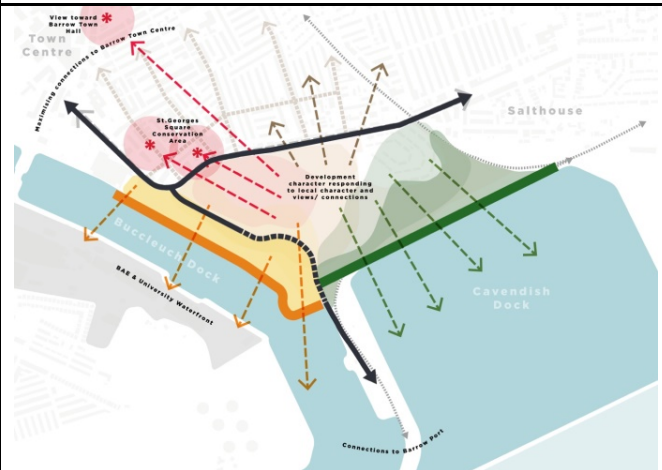 View toward
Barrow Town
Hall
Town
Centre
Maximising connections to Barrow Town Centre
St.Georges
Square
Conservation
Area
Salthouse
Development
character responding
to local character and
views/ connections
Buccleuch Dock
BAE & University Waterfront
Cavendish
Dock
Connections to Barrow Port